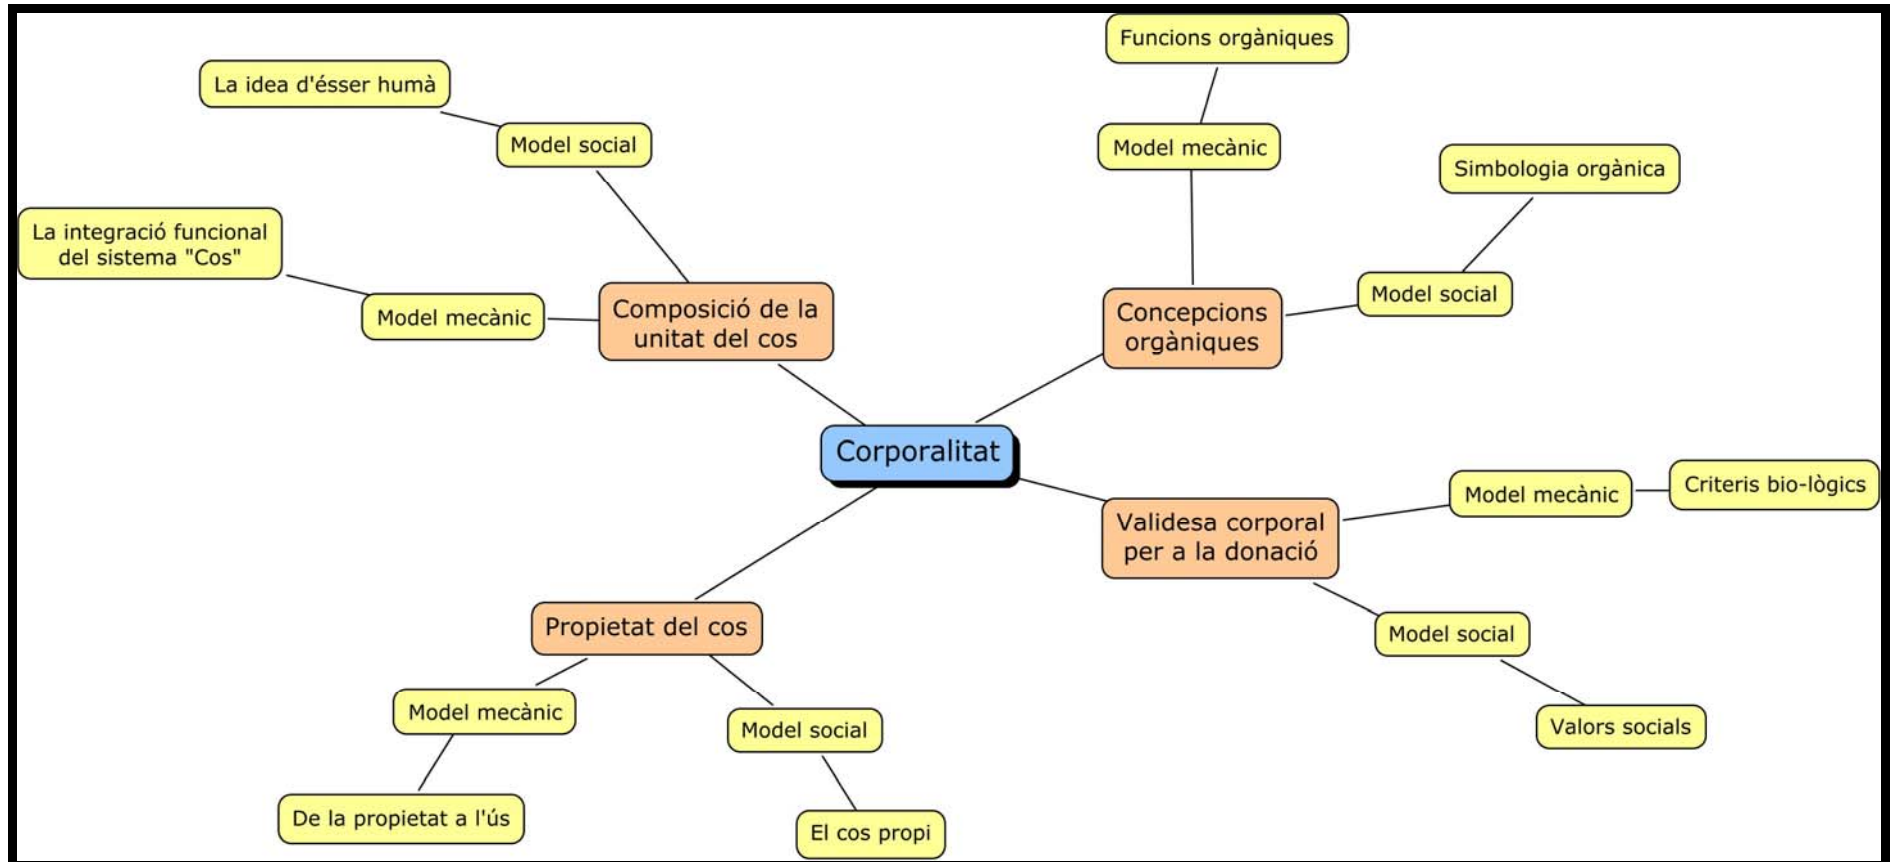 Funcions orgàniques
La idea d'ésser humà
Model social
Model mecànic
Simbologia orgànica
La integració funcional
del sistema "Cos"
Model mecànic
Composició de la
unitat del cos
Concepcions
orgàniques
Model social
Corporalitat
Validesa corporal
per a la donació
Model mecànic
Criteris bio-lògics
Propietat del cos
Model social
Model mecànic
Model social
Valors socials
De la propietat a l'ús
El cos propi